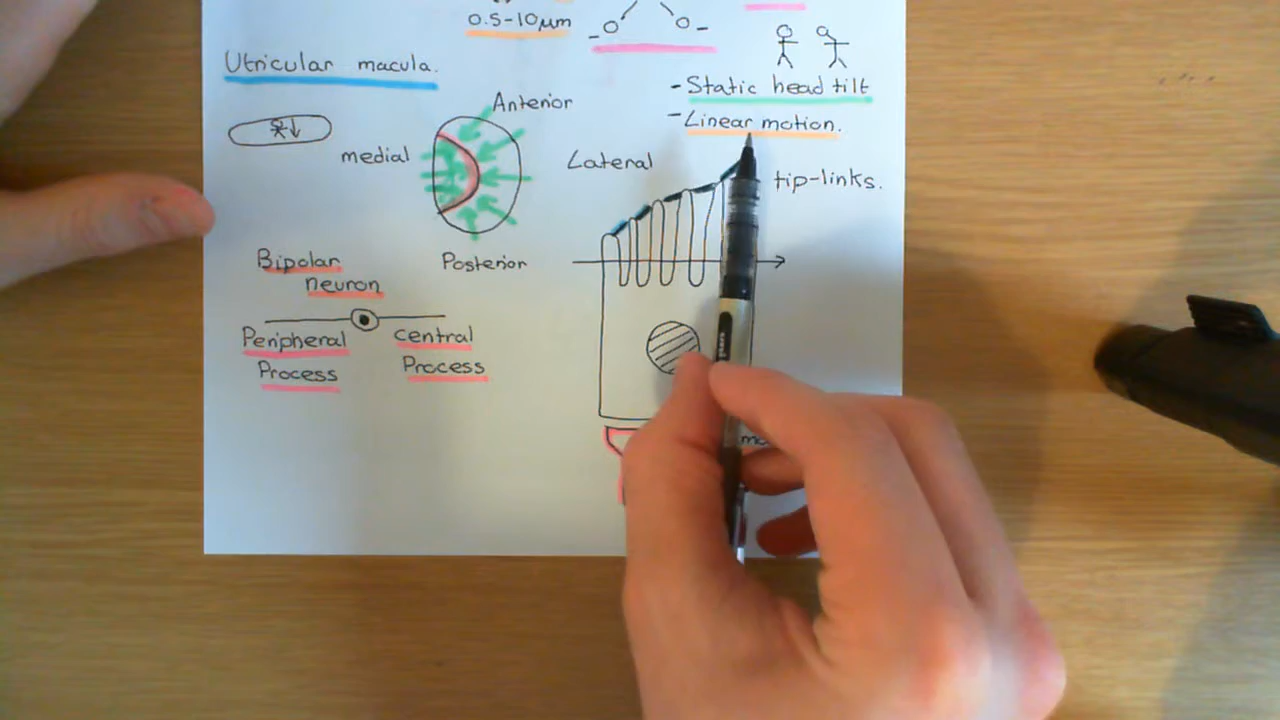 0.5-10μm
-O O-
Utricular macula.
- Static head tilt
- Linear motion.
Anterior
medial
Lateral
tip-links.
Bipolar
neuron
Posterior
Peripheral
Process
central
Process